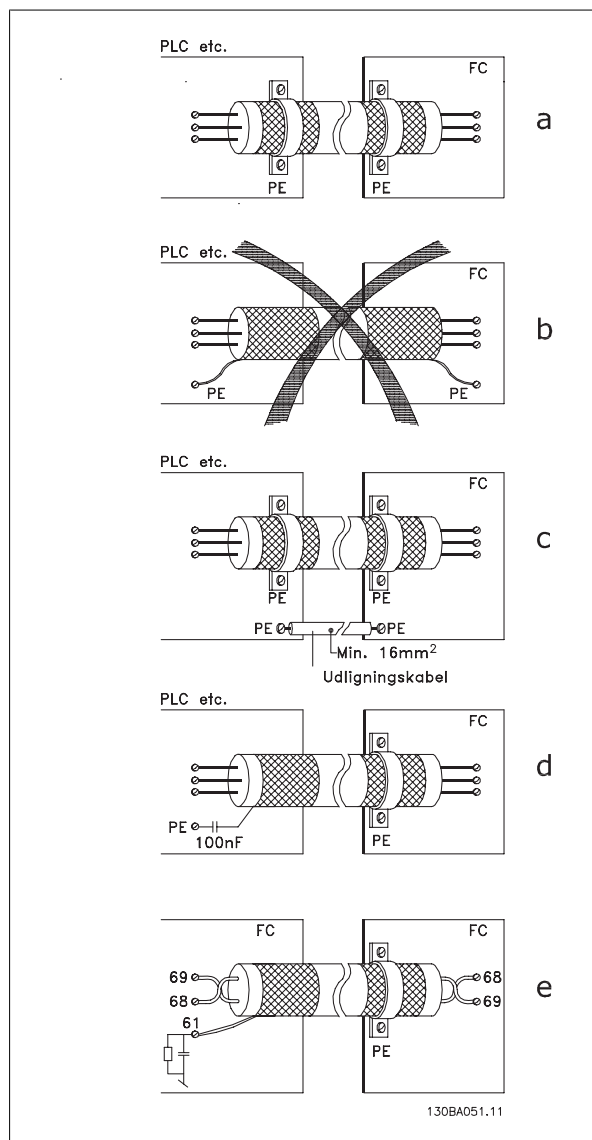 PLC etc.
FC
a
PE
PE
PLC etc.
FC
b
PE
PE
PLC etc.
FC
c
PE
PE
PE
PE
Min. 16mm²
Udligningskabel
PLC etc.
FC
d
PE
100nF
PE
FC
FC
69
68
68
69
e
61
PE
130BA051.11